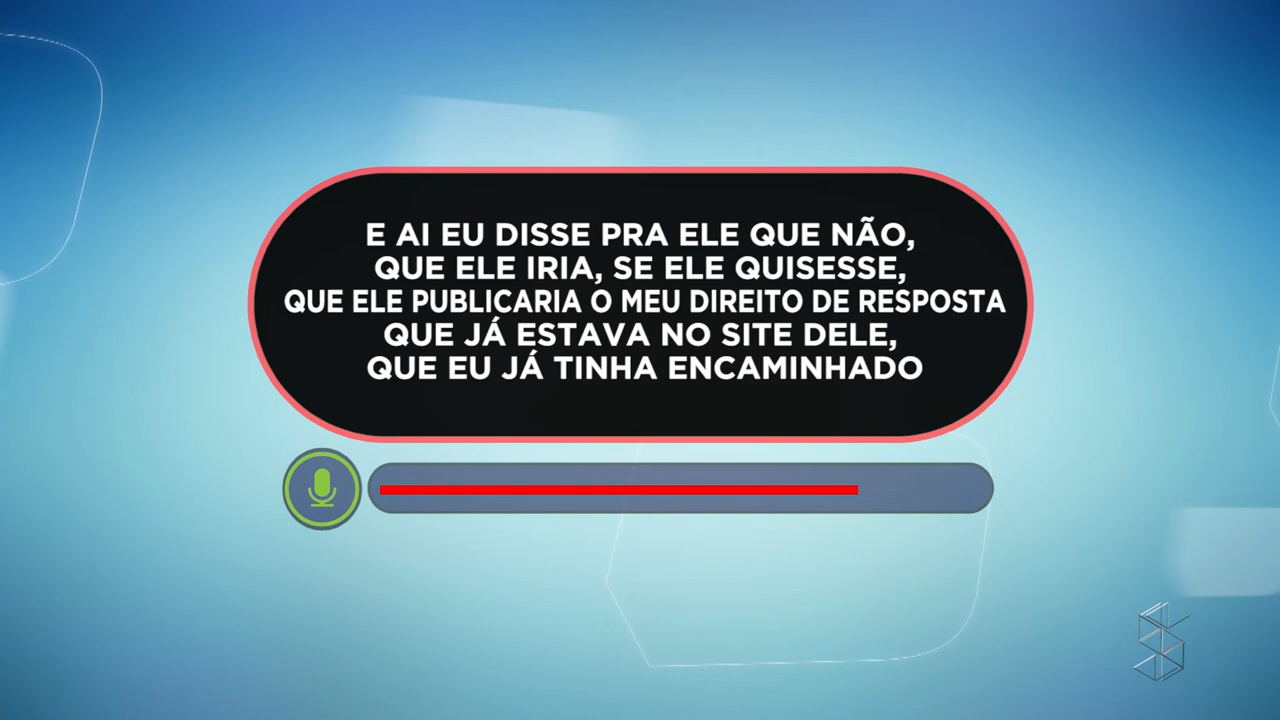 E AI EU DISSE PRA ELE QUE NÃO,
QUE ELE IRIA, SE ELE QUISESSE,
QUE ELE PUBLICARIA O MEU DIREITO DE RESPOSTA
QUE JÁ ESTAVA NO SITE DELE,
QUE EU JÁ TINHA ENCAMINHADO